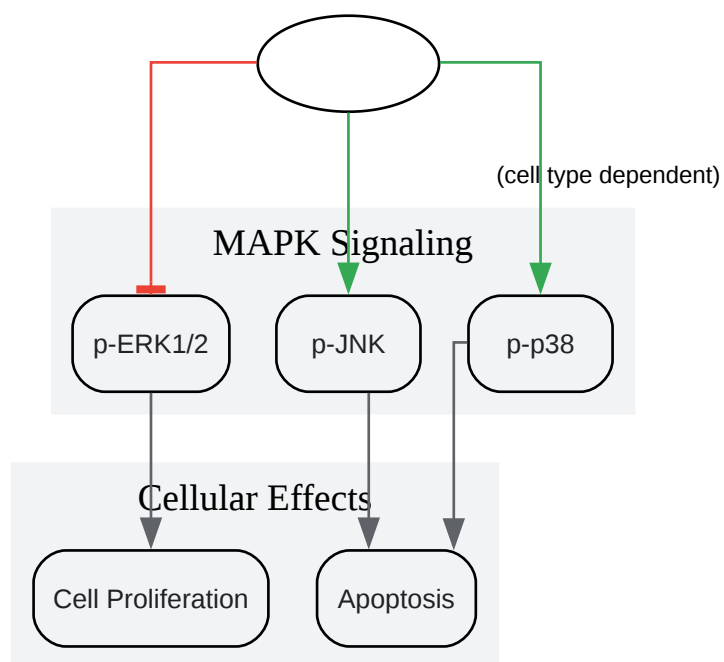 (cell type dependent)
MAPK Signaling
p-ERK1/2
p-JNK
p-p38
Cellular Effects
Cell Proliferation
Apoptosis